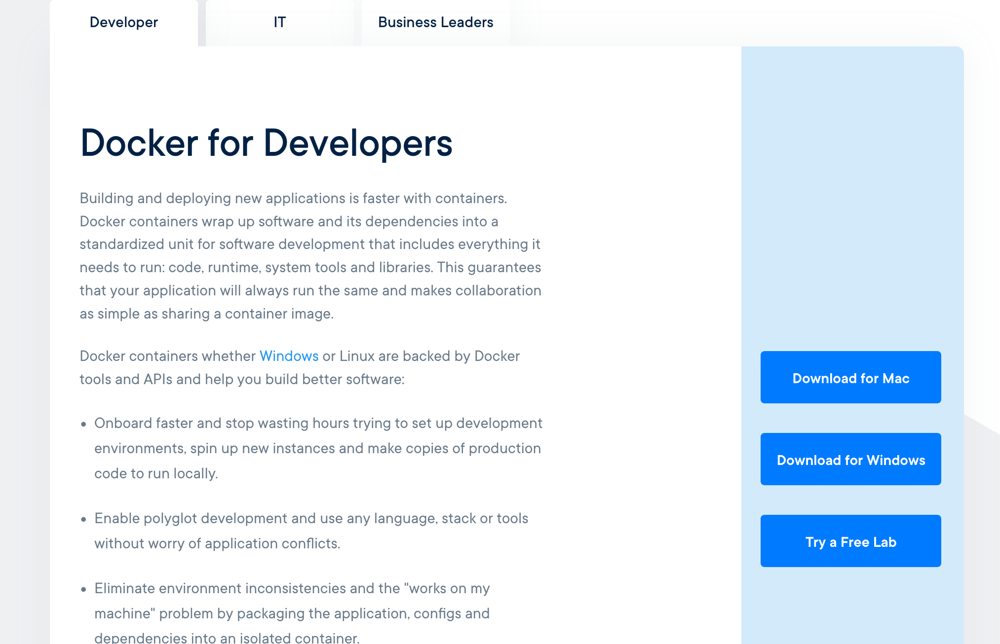 Developer
IT
Business Leaders
Docker for Developers
Building and deploying new applications is faster with containers.
Docker containers wrap up software and its dependencies into a
standardized unit for software development that includes everything it
needs to run: code, runtime, system tools and libraries. This guarantees
that your application will always run the same and makes collaboration
as simple as sharing a container image.
Docker containers whether Windows or Linux are backed by Docker
tools and APIs and help you build better software:
• Onboard faster and stop wasting hours trying to set up development
environments, spin up new instances and make copies of production
code to run locally.
• Enable polyglot development and use any language, stack or tools
without worry of application conflicts.
• Eliminate environment inconsistencies and the "works on my
machine" problem by packaging the application, configs and
dependencies into an isolated container.
Download for Mac
Download for Windows
Try a Free Lab